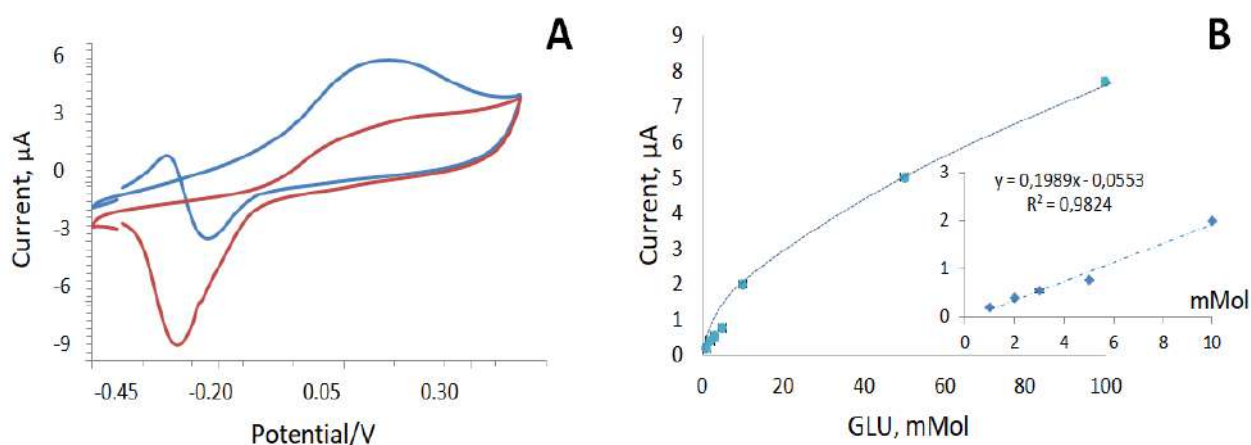 A
6
3
0
-3
-6
-9
Current, µA
-0.45 -0.20 0.05 0.30
Potential/V
B
9
8
7
6
5
4
3
2
1
0
Current, µA
0 20 40 60 80 100
GLU, mMol
y = 0,1989x - 0,0553
R² = 0,9824
3
2
1
0
0 2 4 6 8 10
mMol